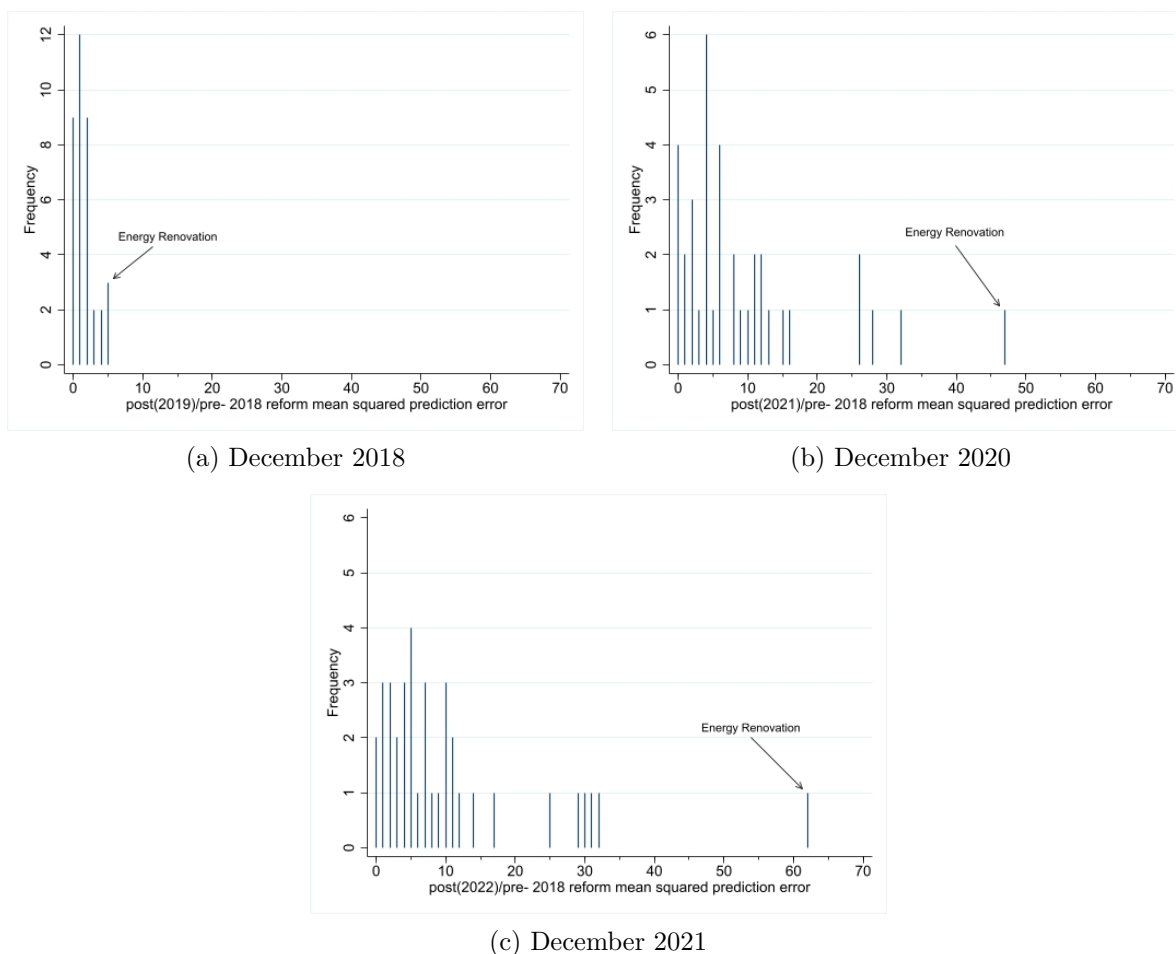 12
10
8
6
4
2
0
Frequency
Energy Renovation
0 10 20 30 40 50 60 70
post(2019)/pre- 2018 reform mean squared prediction error
(a) December 2018
6
5
4
3
2
1
0
Frequency
Energy Renovation
0 10 20 30 40 50 60 70
post(2021)/pre- 2018 reform mean squared prediction error
(b) December 2020
6
5
4
3
2
1
0
Frequency
Energy Renovation
0 10 20 30 40 50 60 70
post(2022)/pre- 2018 reform mean squared prediction error
(c) December 2021